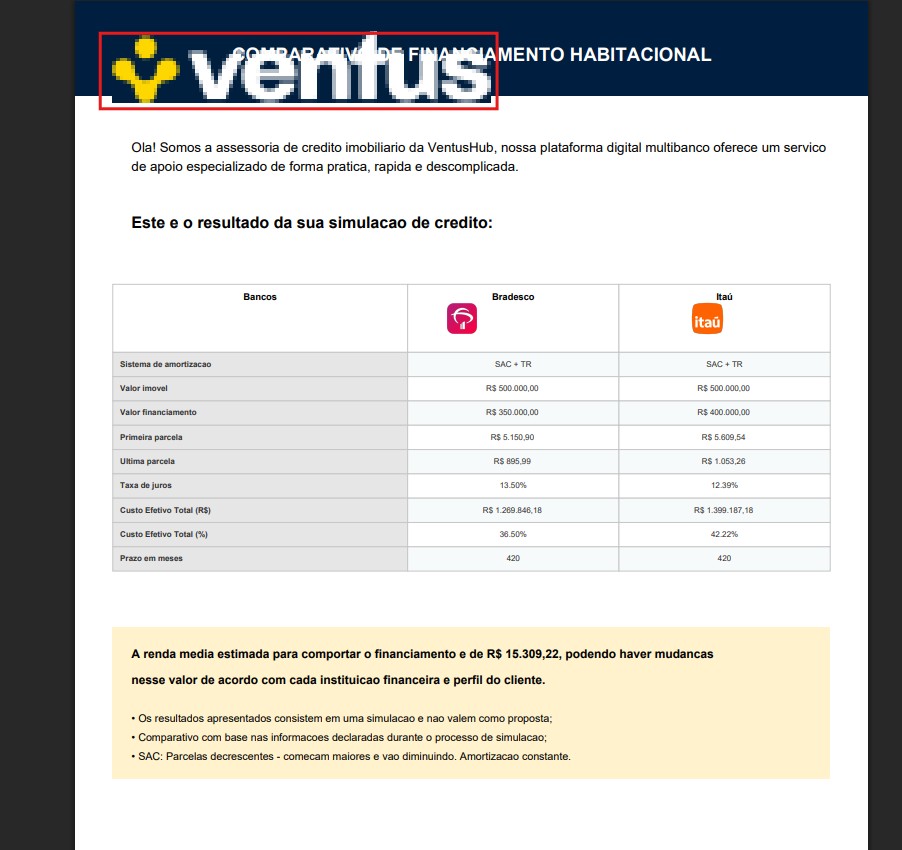 COMPARATIVO DE FINANCIAMENTO HABITACIONAL
ventus
Ola! Somos a assessoria de credito imobiliario da VentusHub, nossa plataforma digital multibanco oferece um servico
de apoio especializado de forma pratica, rapida e descomplicada.
Este e o resultado da sua simulacao de credito:
Bancos Bradesco Itaú
itaú
Sistema de amortizacao SAC + TR SAC + TR
Valor imovel R$ 500.000,00 R$ 500.000,00
Valor financiamento R$ 350.000,00 R$ 400.000,00
Primeira parcela R$ 5.150,90 R$ 5.609,54
Ultima parcela R$ 895,99 R$ 1.053,26
Taxa de juros 13.50% 12.39%
Custo Efetivo Total (R$) R$ 1.269.846,18 R$ 1.399.187,18
Custo Efetivo Total (%) 36.50% 42.22%
Prazo em meses 420 420
A renda media estimada para comportar o financiamento e de R$ 15.309,22, podendo haver mudancas
nesse valor de acordo com cada instituicao financeira e perfil do cliente.
• Os resultados apresentados consistem em uma simulacao e nao valem como proposta;
• Comparativo com base nas informacoes declaradas durante o processo de simulacao;
• SAC: Parcelas decrescentes - comecam maiores e vao diminuindo. Amortizacao constante.